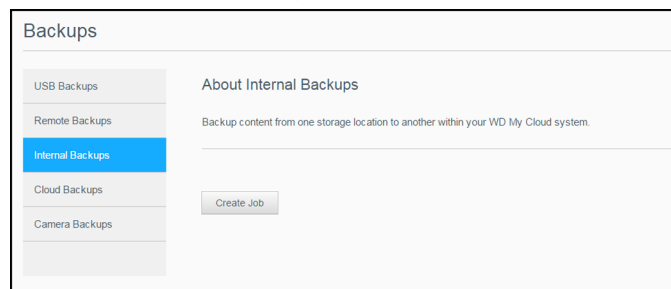 Backups
USB Backups
Remote Backups
Internal Backups
Cloud Backups
Camera Backups
About Internal Backups
Backup content from one storage location to another within your WD My Cloud system.
Create Job